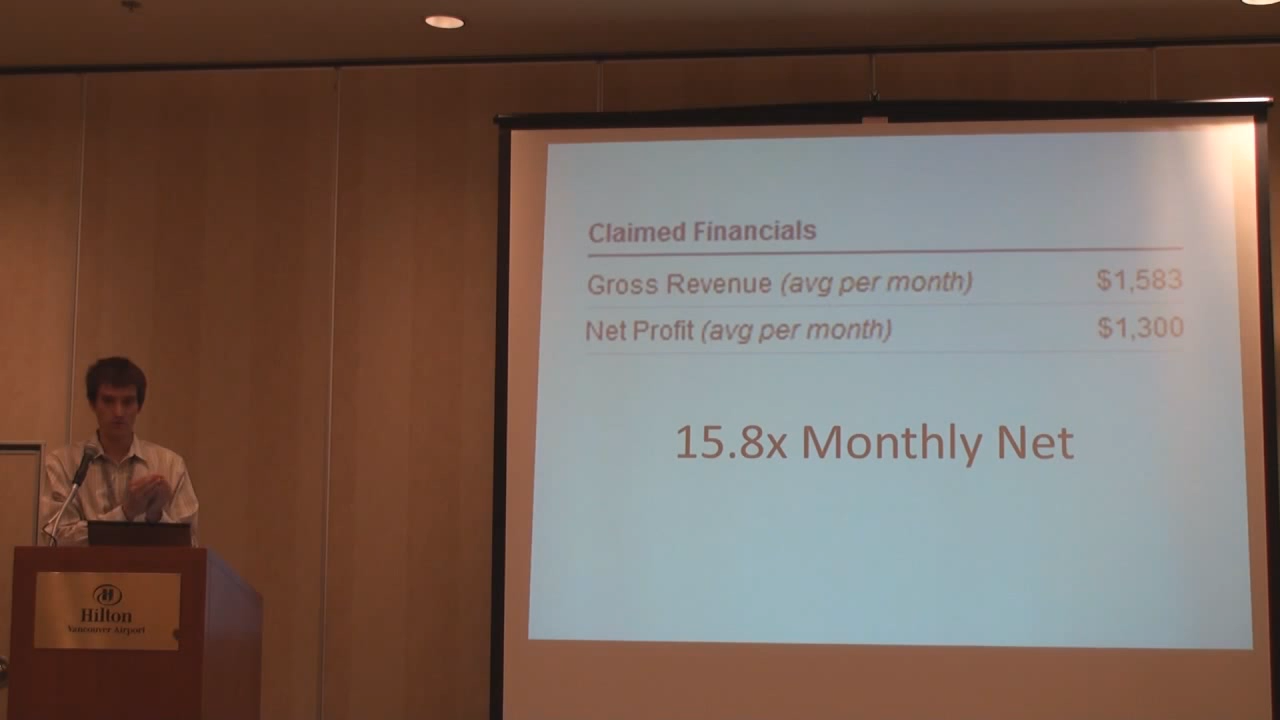 Claimed Financials
Gross Revenue (avg per month) $1,583
Net Profit (avg per month) $1,300
15.8x Monthly Net
Hilton
Vancouver Airport